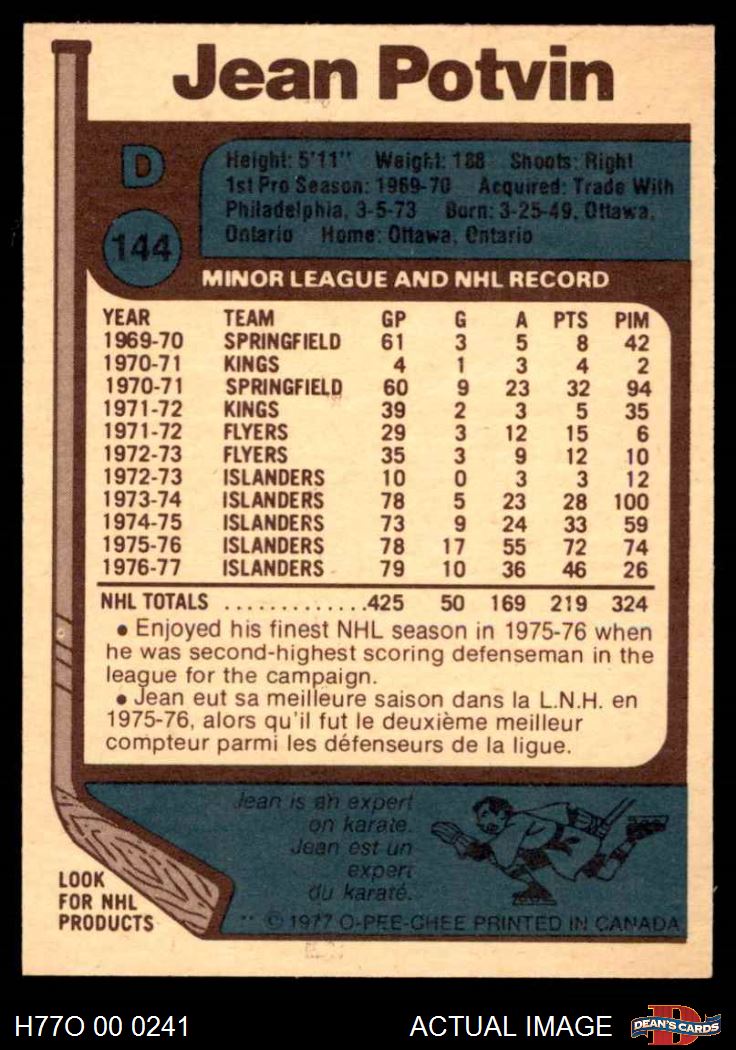 Jean Potvin
D
144
Height: 5'11" Weight: 188 Shoots: Right
1st Pro Season: 1969-70 Acquired: Trade With
Philadelphia, 3-5-73 Born: 3-25-49, Ottawa,
Ontario Home: Ottawa, Ontario
MINOR LEAGUE AND NHL RECORD
YEAR TEAM GP G A PTS PIM
1969-70 SPRINGFIELD 61 3 5 8 42
1970-71 KINGS 4 1 3 4 2
1970-71 SPRINGFIELD 60 9 23 32 94
1971-72 KINGS 39 2 3 5 35
1971-72 FLYERS 29 3 12 15 6
1972-73 FLYERS 35 3 9 12 10
1972-73 ISLANDERS 10 0 3 3 12
1973-74 ISLANDERS 78 5 23 28 100
1974-75 ISLANDERS 73 9 24 33 59
1975-76 ISLANDERS 78 17 55 72 74
1976-77 ISLANDERS 79 10 36 46 26
NHL TOTALS .............425 50 169 219 324
• Enjoyed his finest NHL season in 1975-76 when
he was second-highest scoring defenseman in the
league for the campaign.
• Jean eut sa meilleure saison dans la L.N.H. en
1975-76, alors qu'il fut le deuxième meilleur
compteur parmi les défenseurs de la ligue.
Jean is an expert
on karate.
Jean est un
expert
du karaté.
LOOK
FOR NHL
PRODUCTS
** © 1977 O-PEE-CHEE PRINTED IN CANADA
H77O 00 0241
ACTUAL IMAGE
D
DEAN'S CARDS